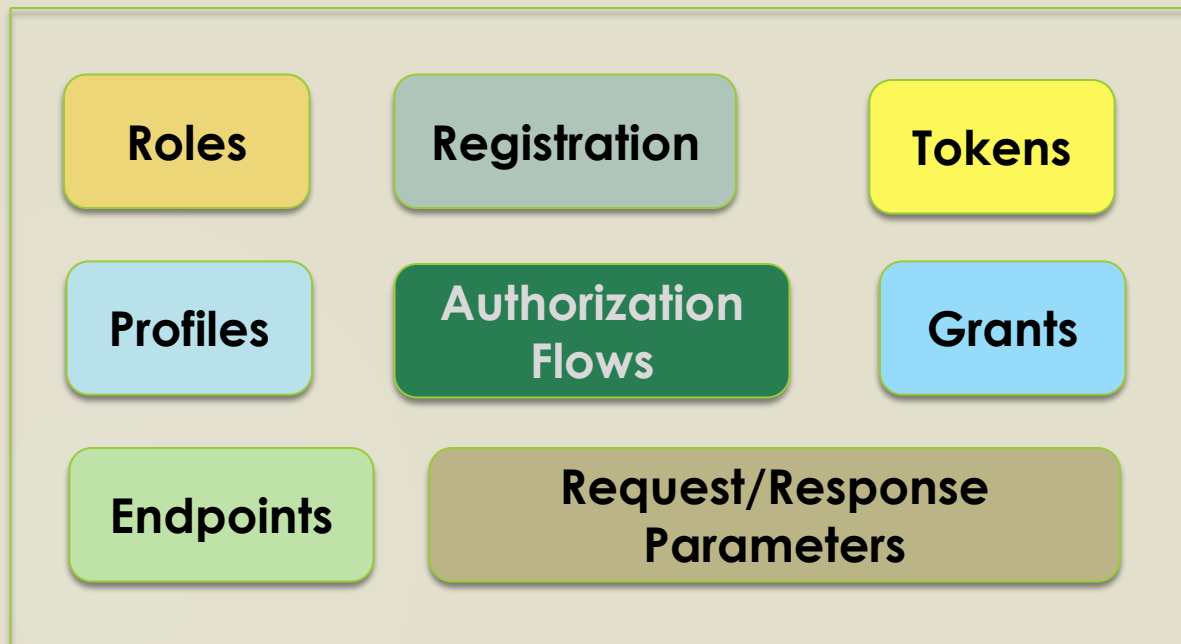 Roles
Registration
Tokens
Profiles
Authorization
Flows
Grants
Endpoints
Request/Response
Parameters